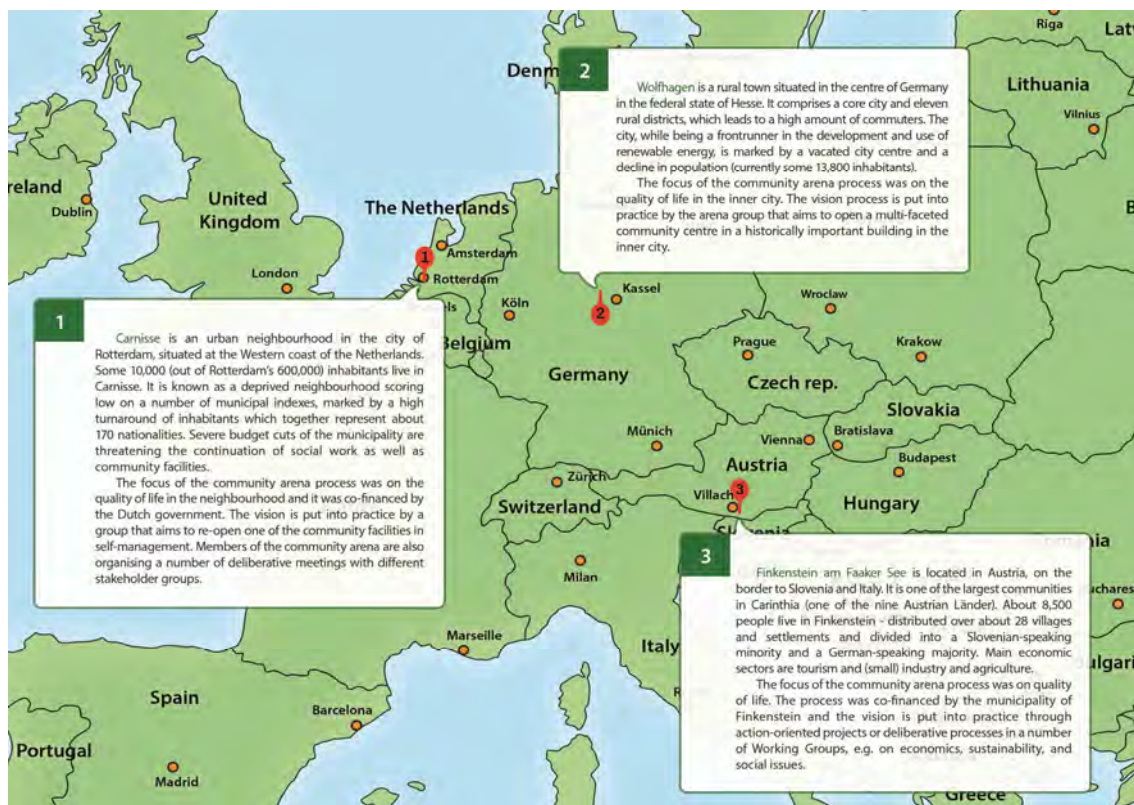 Riga
Latv
Denm
Lithuania
Vilnius
2
Wolfhagen is a rural town situated in the centre of Germany
in the federal state of Hesse. It comprises a core city and eleven
rural districts, which leads to a high amount of commuters. The
city, while being a frontrunner in the development and use of
renewable energy, is marked by a vacated city centre and a
decline in population (currently some 13,800 inhabitants).
The focus of the community arena process was on the
quality of life in the inner city. The vision process is put into
practice by the arena group that aims to open a multi-faceted
community centre in a historically important building in the
inner city.
reland
Dublin
United
Kingdom
The Netherlands
B
1
Amsterdam
London
Rotterdam
Kassel
2
Wroclaw
Köln
els
Belgium
Prague
Krakow
Germany
Czech rep.
Slovakia
Münich
Vienna
Bratislava
Budapest
Austria
Zürich
Switzerland
Villach
3
Hungary
Slovenia
1
Carnisse is an urban neighbourhood in the city of
Rotterdam, situated at the Western coast of the Netherlands.
Some 10,000 (out of Rotterdam's 600,000) inhabitants live in
Carnisse. It is known as a deprived neighbourhood scoring
low on a number of municipal indexes, marked by a high
turnaround of inhabitants which together represent about
170 nationalities. Severe budget cuts of the municipality are
threatening the continuation of social work as well as
community facilities.
The focus of the community arena process was on the
quality of life in the neighbourhood and it was co-financed by
the Dutch government. The vision is put into practice by a
group that aims to re-open one of the community facilities in
self-management. Members of the community arena are also
organising a number of deliberative meetings with different
stakeholder groups.
Milan
mania
uchares
3
Finkenstein am Faaker See is located in Austria, on the
border to Slovenia and Italy. It is one of the largest communities
in Carinthia (one of the nine Austrian Länder). About 8,500
people live in Finkenstein - distributed over about 28 villages
and settlements and divided into a Slovenian-speaking
minority and a German-speaking majority. Main economic
sectors are tourism and (small) industry and agriculture.
The focus of the community arena process was on quality
of life. The process was co-financed by the municipality of
Finkenstein and the vision is put into practice through
action-oriented projects or deliberative processes in a number
of Working Groups, e.g. on economics, sustainability, and
social issues.
Marseille
Italy
R
ulgari
Spain
Barcelona
Portugal
Madrid
Greece